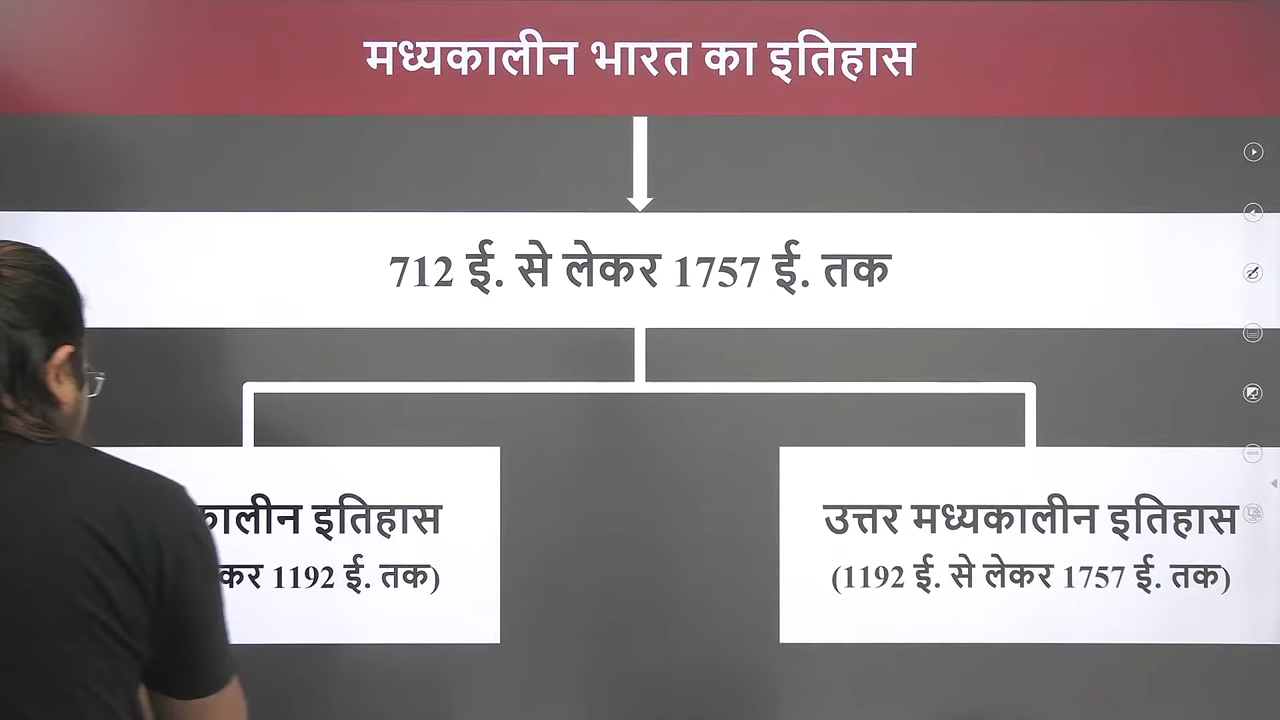 मध्यकालीन भारत का इतिहास
712 ई. से लेकर 1757 ई. तक
इतिहास
1192 ई. तक)
उत्तर मध्यकालीन इतिहास
(1192 ई. से लेकर 1757 ई. तक)